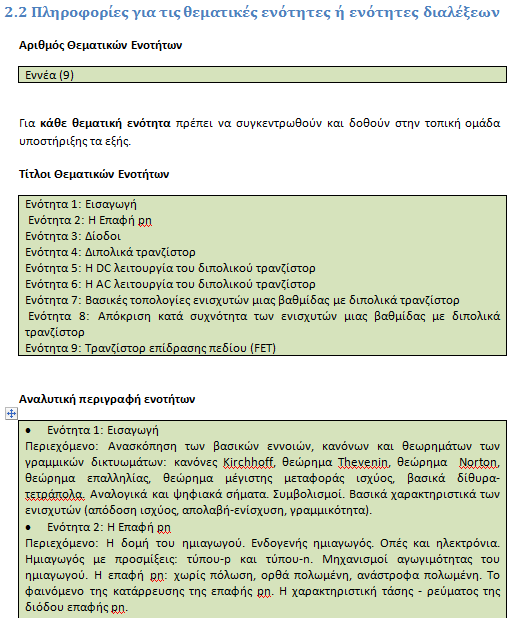 2.2 Πληροφορίες για τις θεματικές ενότητες ή ενότητες διαλέξεων
Αριθμός Θεματικών Ενοτήτων
Εννέα (9)
Για κάθε θεματική ενότητα πρέπει να συγκεντρωθούν και δοθούν στην τοπική ομάδα
υποστήριξης τα εξής.
Τίτλοι Θεματικών Ενοτήτων
Ενότητα 1: Εισαγωγή
Ενότητα 2: Η Επαφή pn
Ενότητα 3: Δίοδοι
Ενότητα 4: Διπολικά τρανζίστορ
Ενότητα 5: Η DC λειτουργία του διπολικού τρανζίστορ
Ενότητα 6: Η AC λειτουργία του διπολικού τρανζίστορ
Ενότητα 7: Βασικές τοπολογίες ενισχυτών μιας βαθμίδας με διπολικά τρανζίστορ
Ενότητα 8: Απόκριση κατά συχνότητα των ενισχυτών μιας βαθμίδας με διπολικά
τρανζίστορ
Ενότητα 9: Τρανζίστορ επίδρασης πεδίου (FET)
Αναλυτική περιγραφή ενοτήτων
• Ενότητα 1: Εισαγωγή
Περιεχόμενο: Ανασκόπηση των βασικών εννοιών, κανόνων και θεωρημάτων των
γραμμικών δικτυωμάτων: κανόνες Kirchhoff, θεώρημα Thevenin, θεώρημα Norton,
θεώρημα επαλληλίας, θεώρημα μέγιστης μεταφοράς ισχύος, βασικά δίθυρα-
τετράπολα. Αναλογικά και ψηφιακά σήματα. Συμβολισμοί. Βασικά χαρακτηριστικά των
ενισχυτών (απόδοση ισχύος, απολαβή-ενίσχυση, γραμμικότητα).
• Ενότητα 2: Η Επαφή pn
Περιεχόμενο: Η δομή του ημιαγωγού. Ενδογενής ημιαγωγός. Οπές και ηλεκτρόνια.
Ημιαγωγός με προσμίξεις: τύπου-p και τύπου-n. Μηχανισμοί αγωγιμότητας του
ημιαγωγού. Η επαφή pn: χωρίς πόλωση, ορθά πολωμένη, ανάστροφα πολωμένη. Το
φαινόμενο της κατάρρευσης της επαφής pn. Η χαρακτηριστική τάσης - ρεύματος της
διόδου επαφής pn.